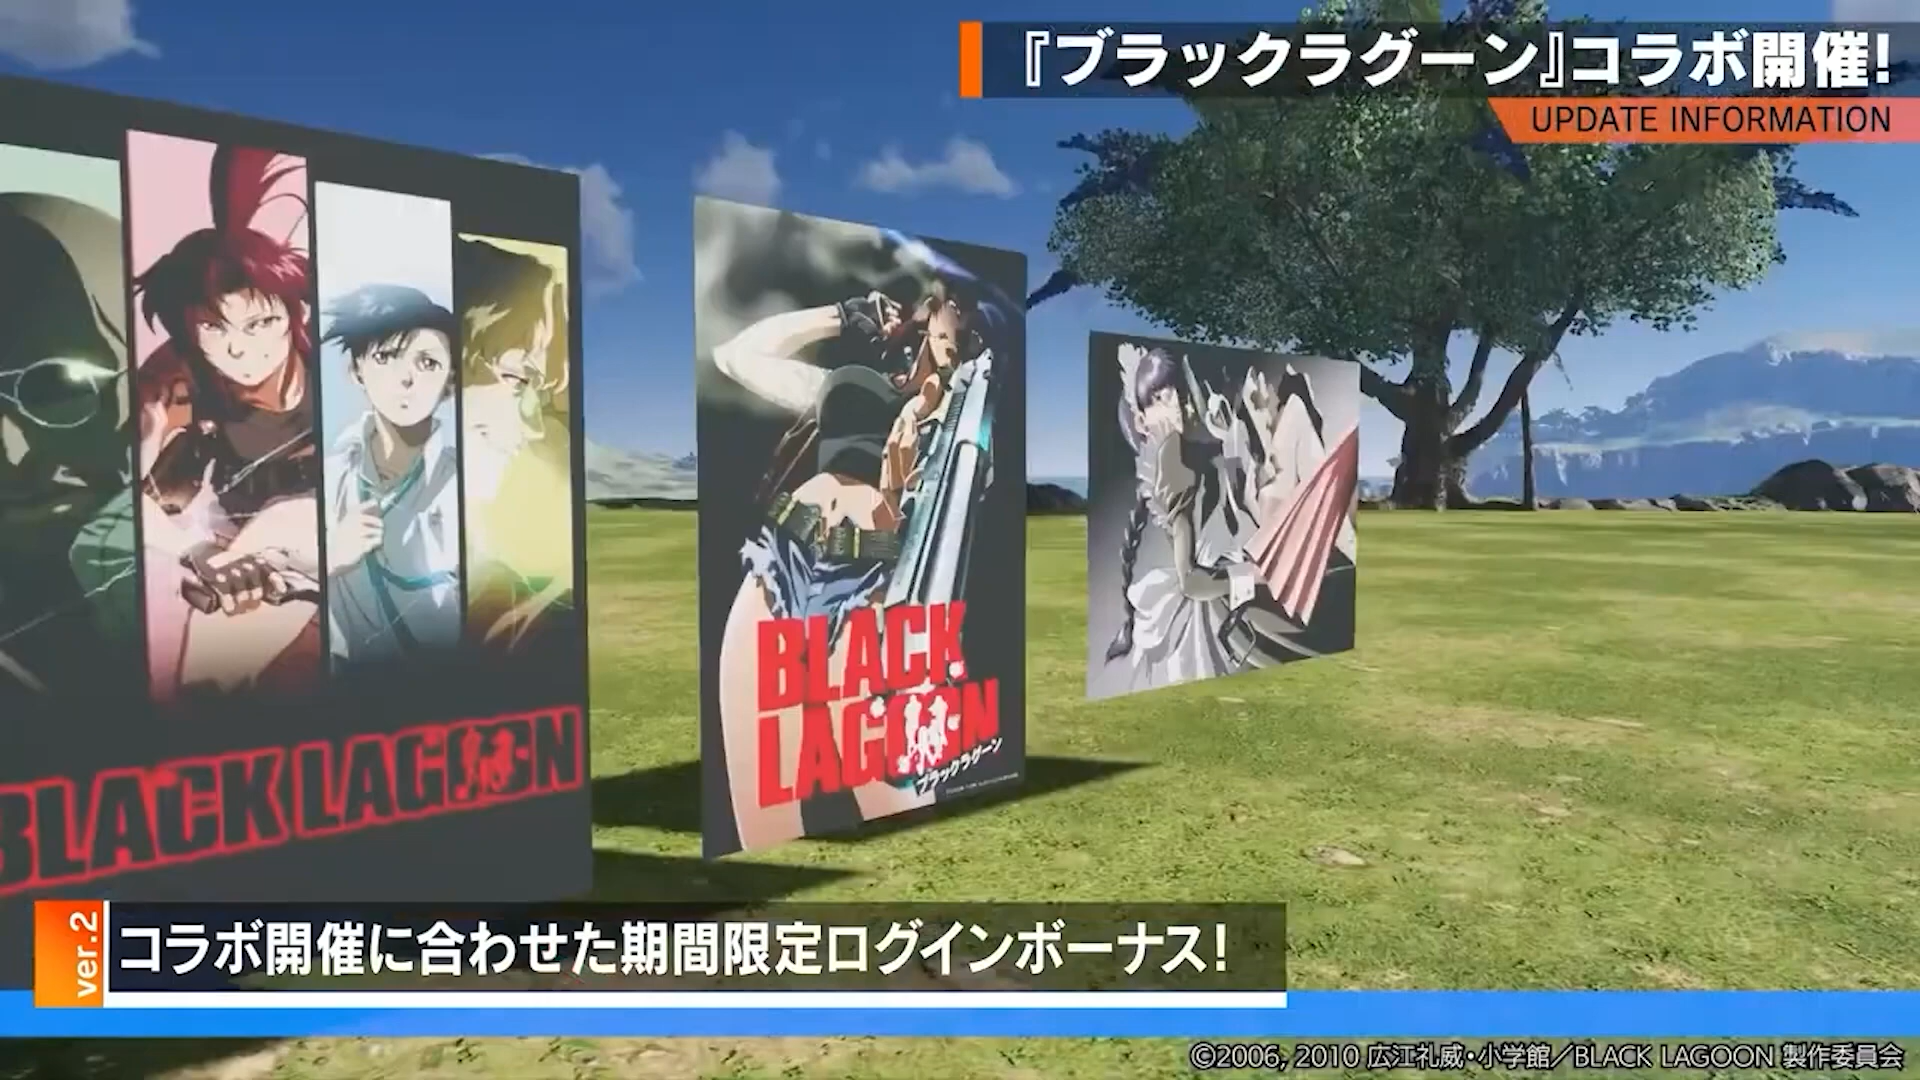 『ブラックラグーン』コラボ開催!
UPDATE INFORMATION
BLACK LAGOON
BLACK
LAGOON
ブラックラグーン
ver.2
コラボ開催に合わせた期間限定ログインボーナス!
©2006, 2010 広江礼威・小学館／BLACK LAGOON 製作委員会